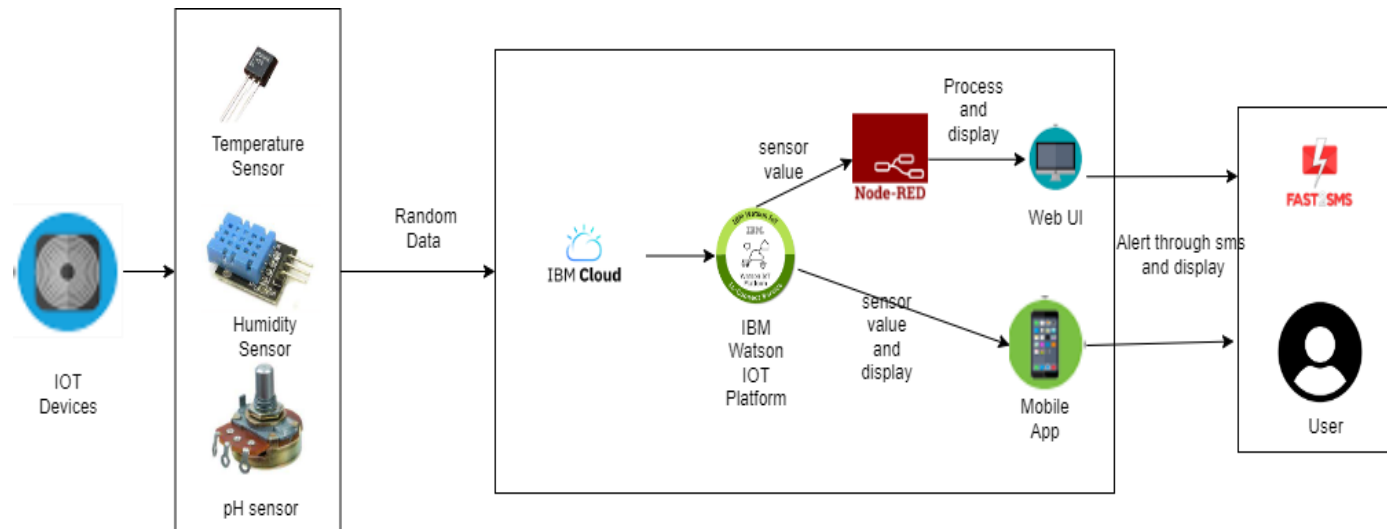 IOT
Devices
Temperature
Sensor
Humidity
Sensor
pH sensor
Random
Data
IBM Cloud
IBM
Platform
IBM
Watson
IOT
Platform
sensor
value
Node-RED
Process
and
display
Web UI
sensor
value
and
display
Mobile
App
Alert through sms
and display
FAST2SMS
User